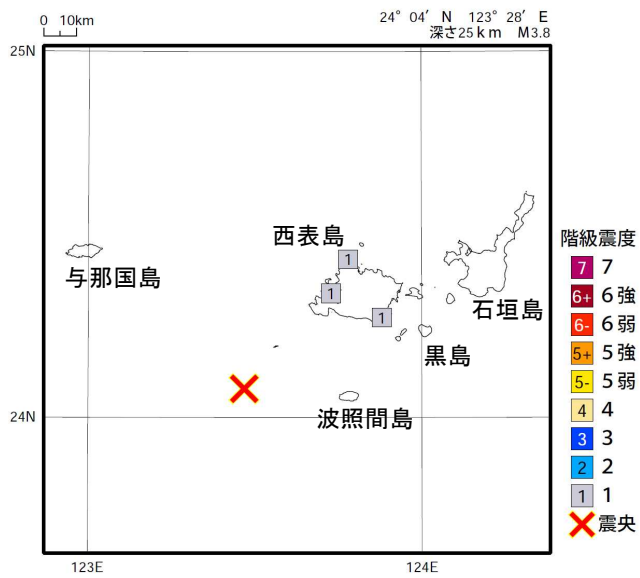 0 10km
24° 04′ N 123° 28′ E
深さ25km M3.8
25N
西表島
1
与那国島
1
1
石垣島
黒島
波照間島
24N
123E
124E
階級震度
7 7
6+ 6強
6- 6弱
5+ 5強
5- 5弱
4 4
3 3
2 2
1 1
震央